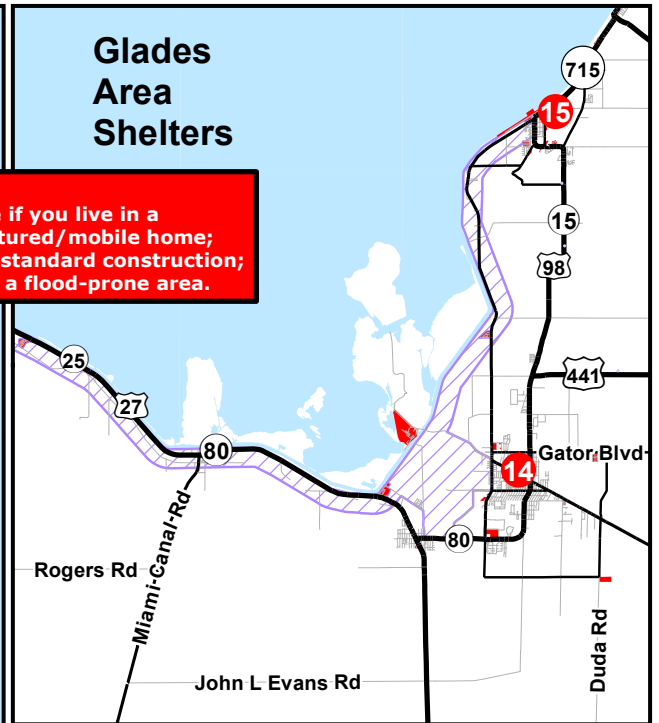 Glades
Area
Shelters
715
15
if you live in a
tured/mobile home;
standard construction;
a flood-prone area.
15
98
25
27
441
80
Gator Blvd
14
80
Rogers Rd
Miami-Canal-Rd
John L Evans Rd
Duda Rd